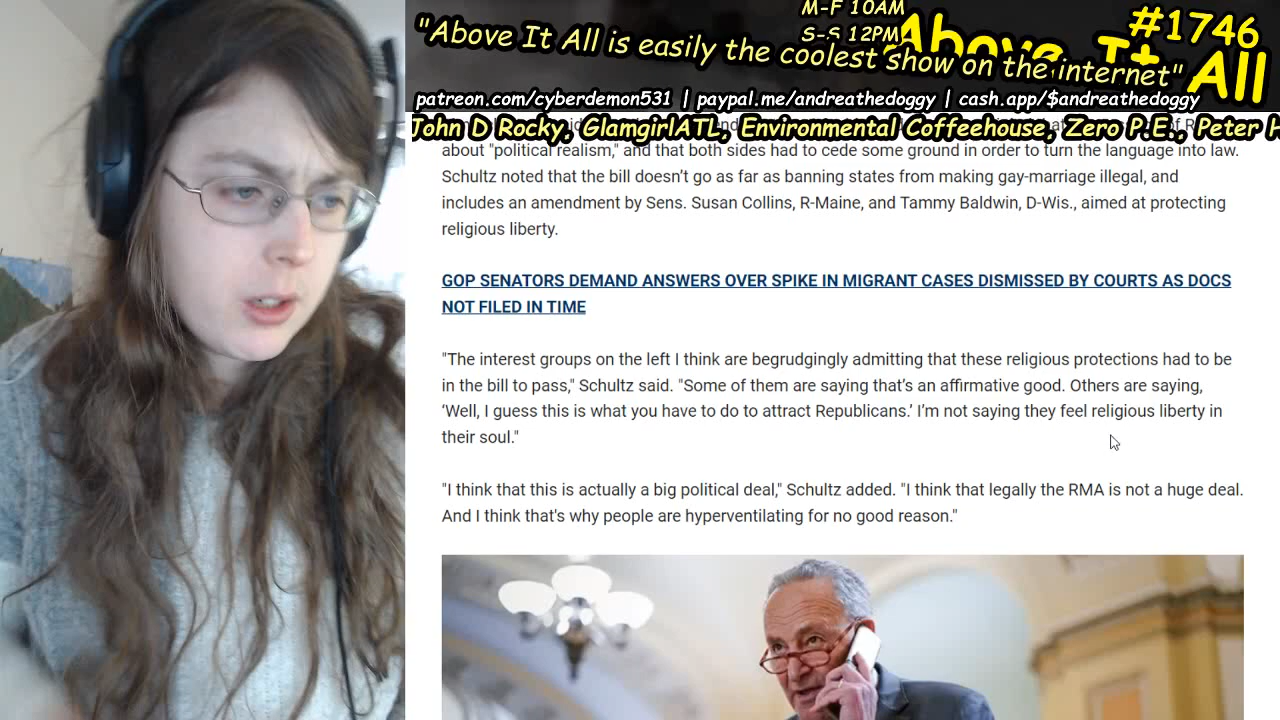 M-F 10AM
S-S 12PM
Above It All
#1746
"Above It All is easily the coolest show on the internet"
patreon.com/cyberdemon531 | paypal.me/andreathedoggy | cash.app/$andreathedoggy
John D Rocky, GlamgirlATL, Environmental Coffeehouse, Zero P.E., Peter
about "political realism," and that both sides had to cede some ground in order to turn the language into law.
Schultz noted that the bill doesn’t go as far as banning states from making gay-marriage illegal, and
includes an amendment by Sens. Susan Collins, R-Maine, and Tammy Baldwin, D-Wis., aimed at protecting
religious liberty.
GOP SENATORS DEMAND ANSWERS OVER SPIKE IN MIGRANT CASES DISMISSED BY COURTS AS DOCS
NOT FILED IN TIME
"The interest groups on the left I think are begrudgingly admitting that these religious protections had to be
in the bill to pass," Schultz said. "Some of them are saying that’s an affirmative good. Others are saying,
‘Well, I guess this is what you have to do to attract Republicans.’ I’m not saying they feel religious liberty in
their soul."
"I think that this is actually a big political deal," Schultz added. "I think that legally the RMA is not a huge deal.
And I think that's why people are hyperventilating for no good reason."